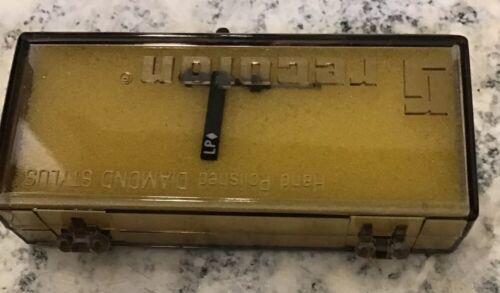 recoton®
LP♦
Hand Polished DIAMOND STYLUS